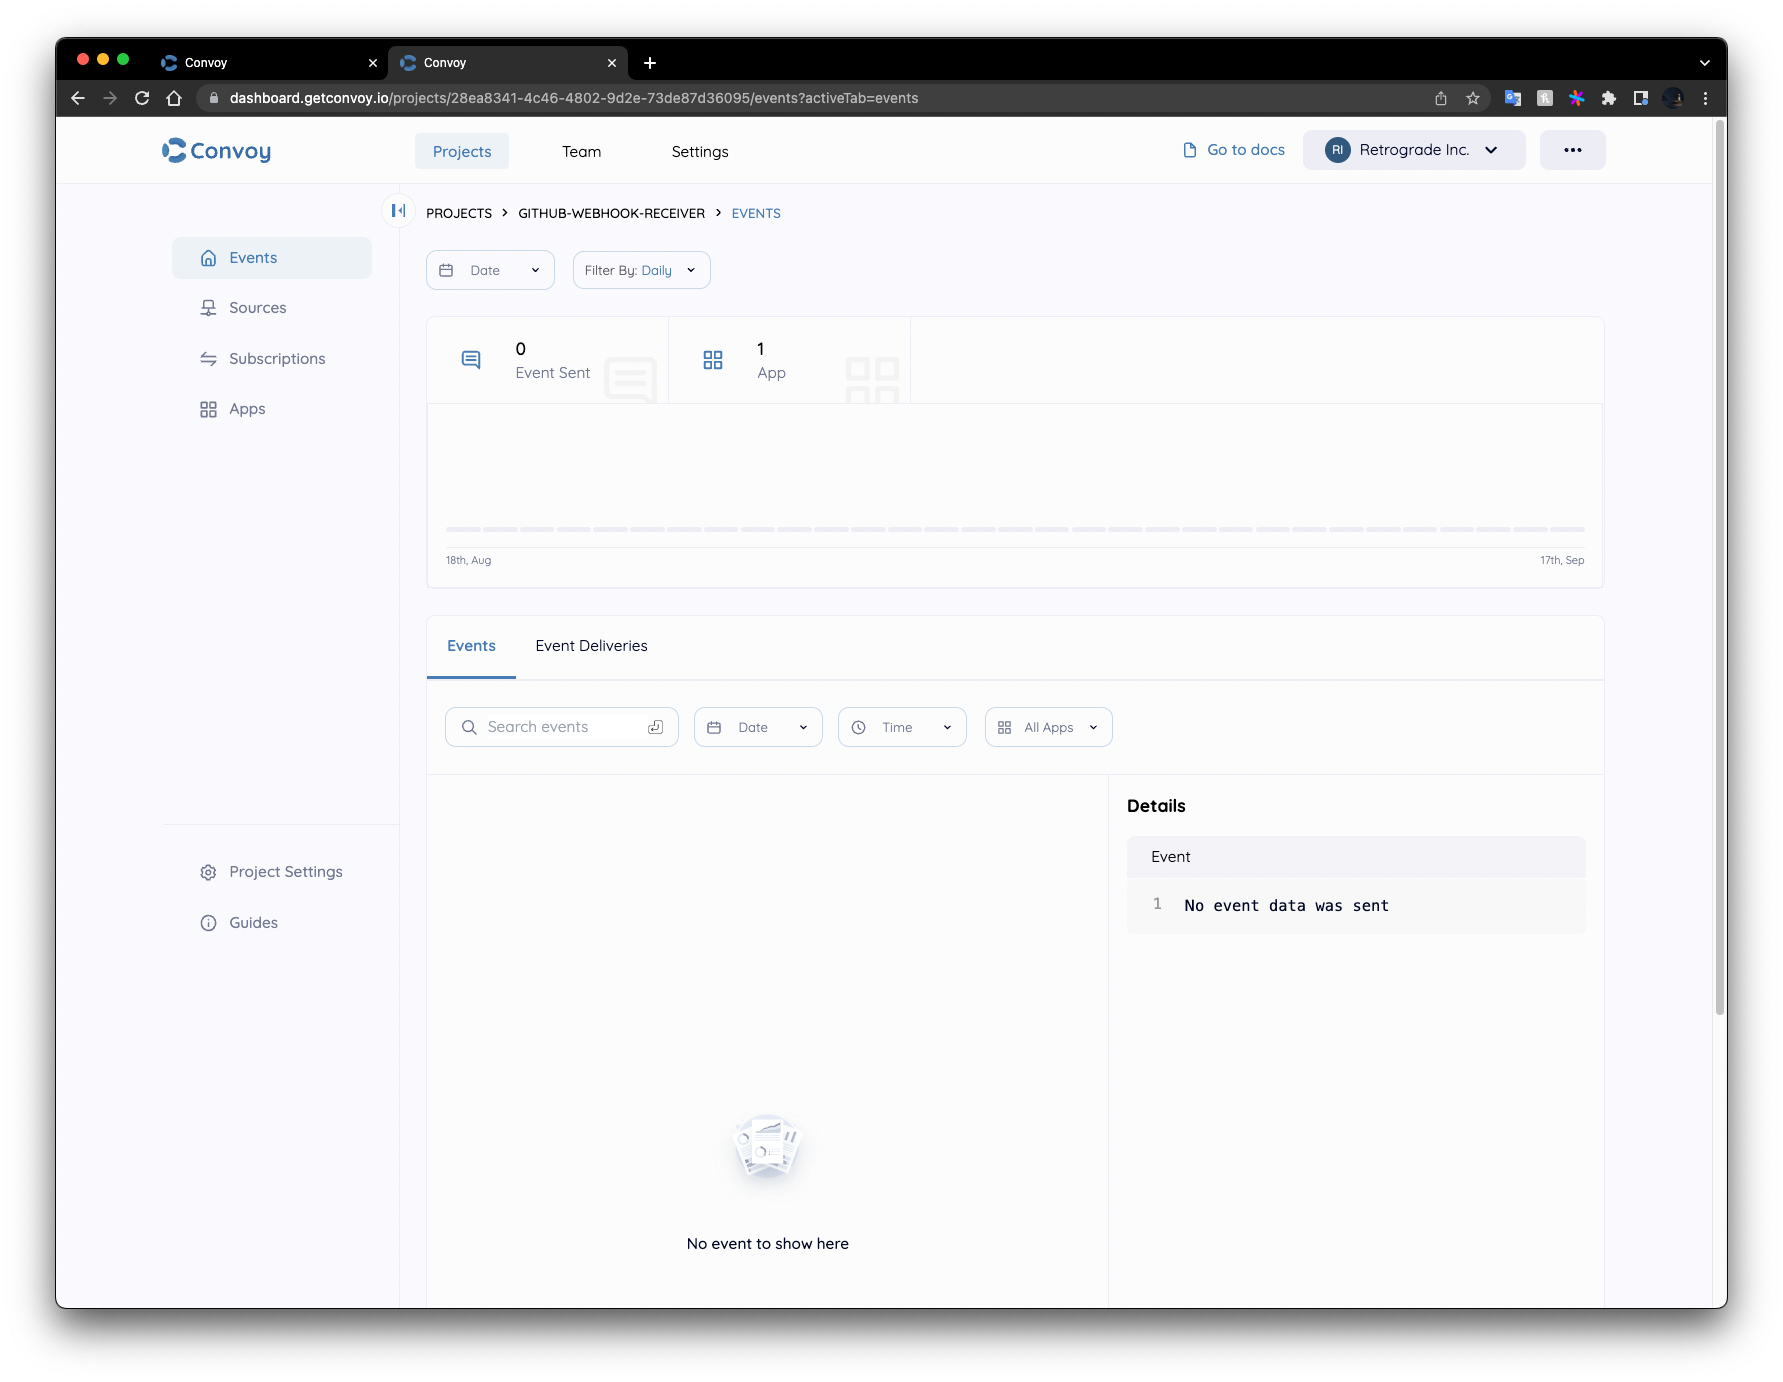 Convoy
Convoy
dashboard.getconvoy.io/projects/28ea8341-4c46-4802-9d2e-73de87d36095/events?activeTab=events
Convoy
Projects
Team
Settings
Go to docs
RI
Retrograde Inc.
PROJECTS > GITHUB-WEBHOOK-RECEIVER > EVENTS
Events
Sources
Subscriptions
Apps
Project Settings
Guides
Date
Filter By: Daily
0
Event Sent
1
App
18th, Aug
17th, Sep
Events
Event Deliveries
Search events
Date
Time
All Apps
No event to show here
Details
Event
1 No event data was sent